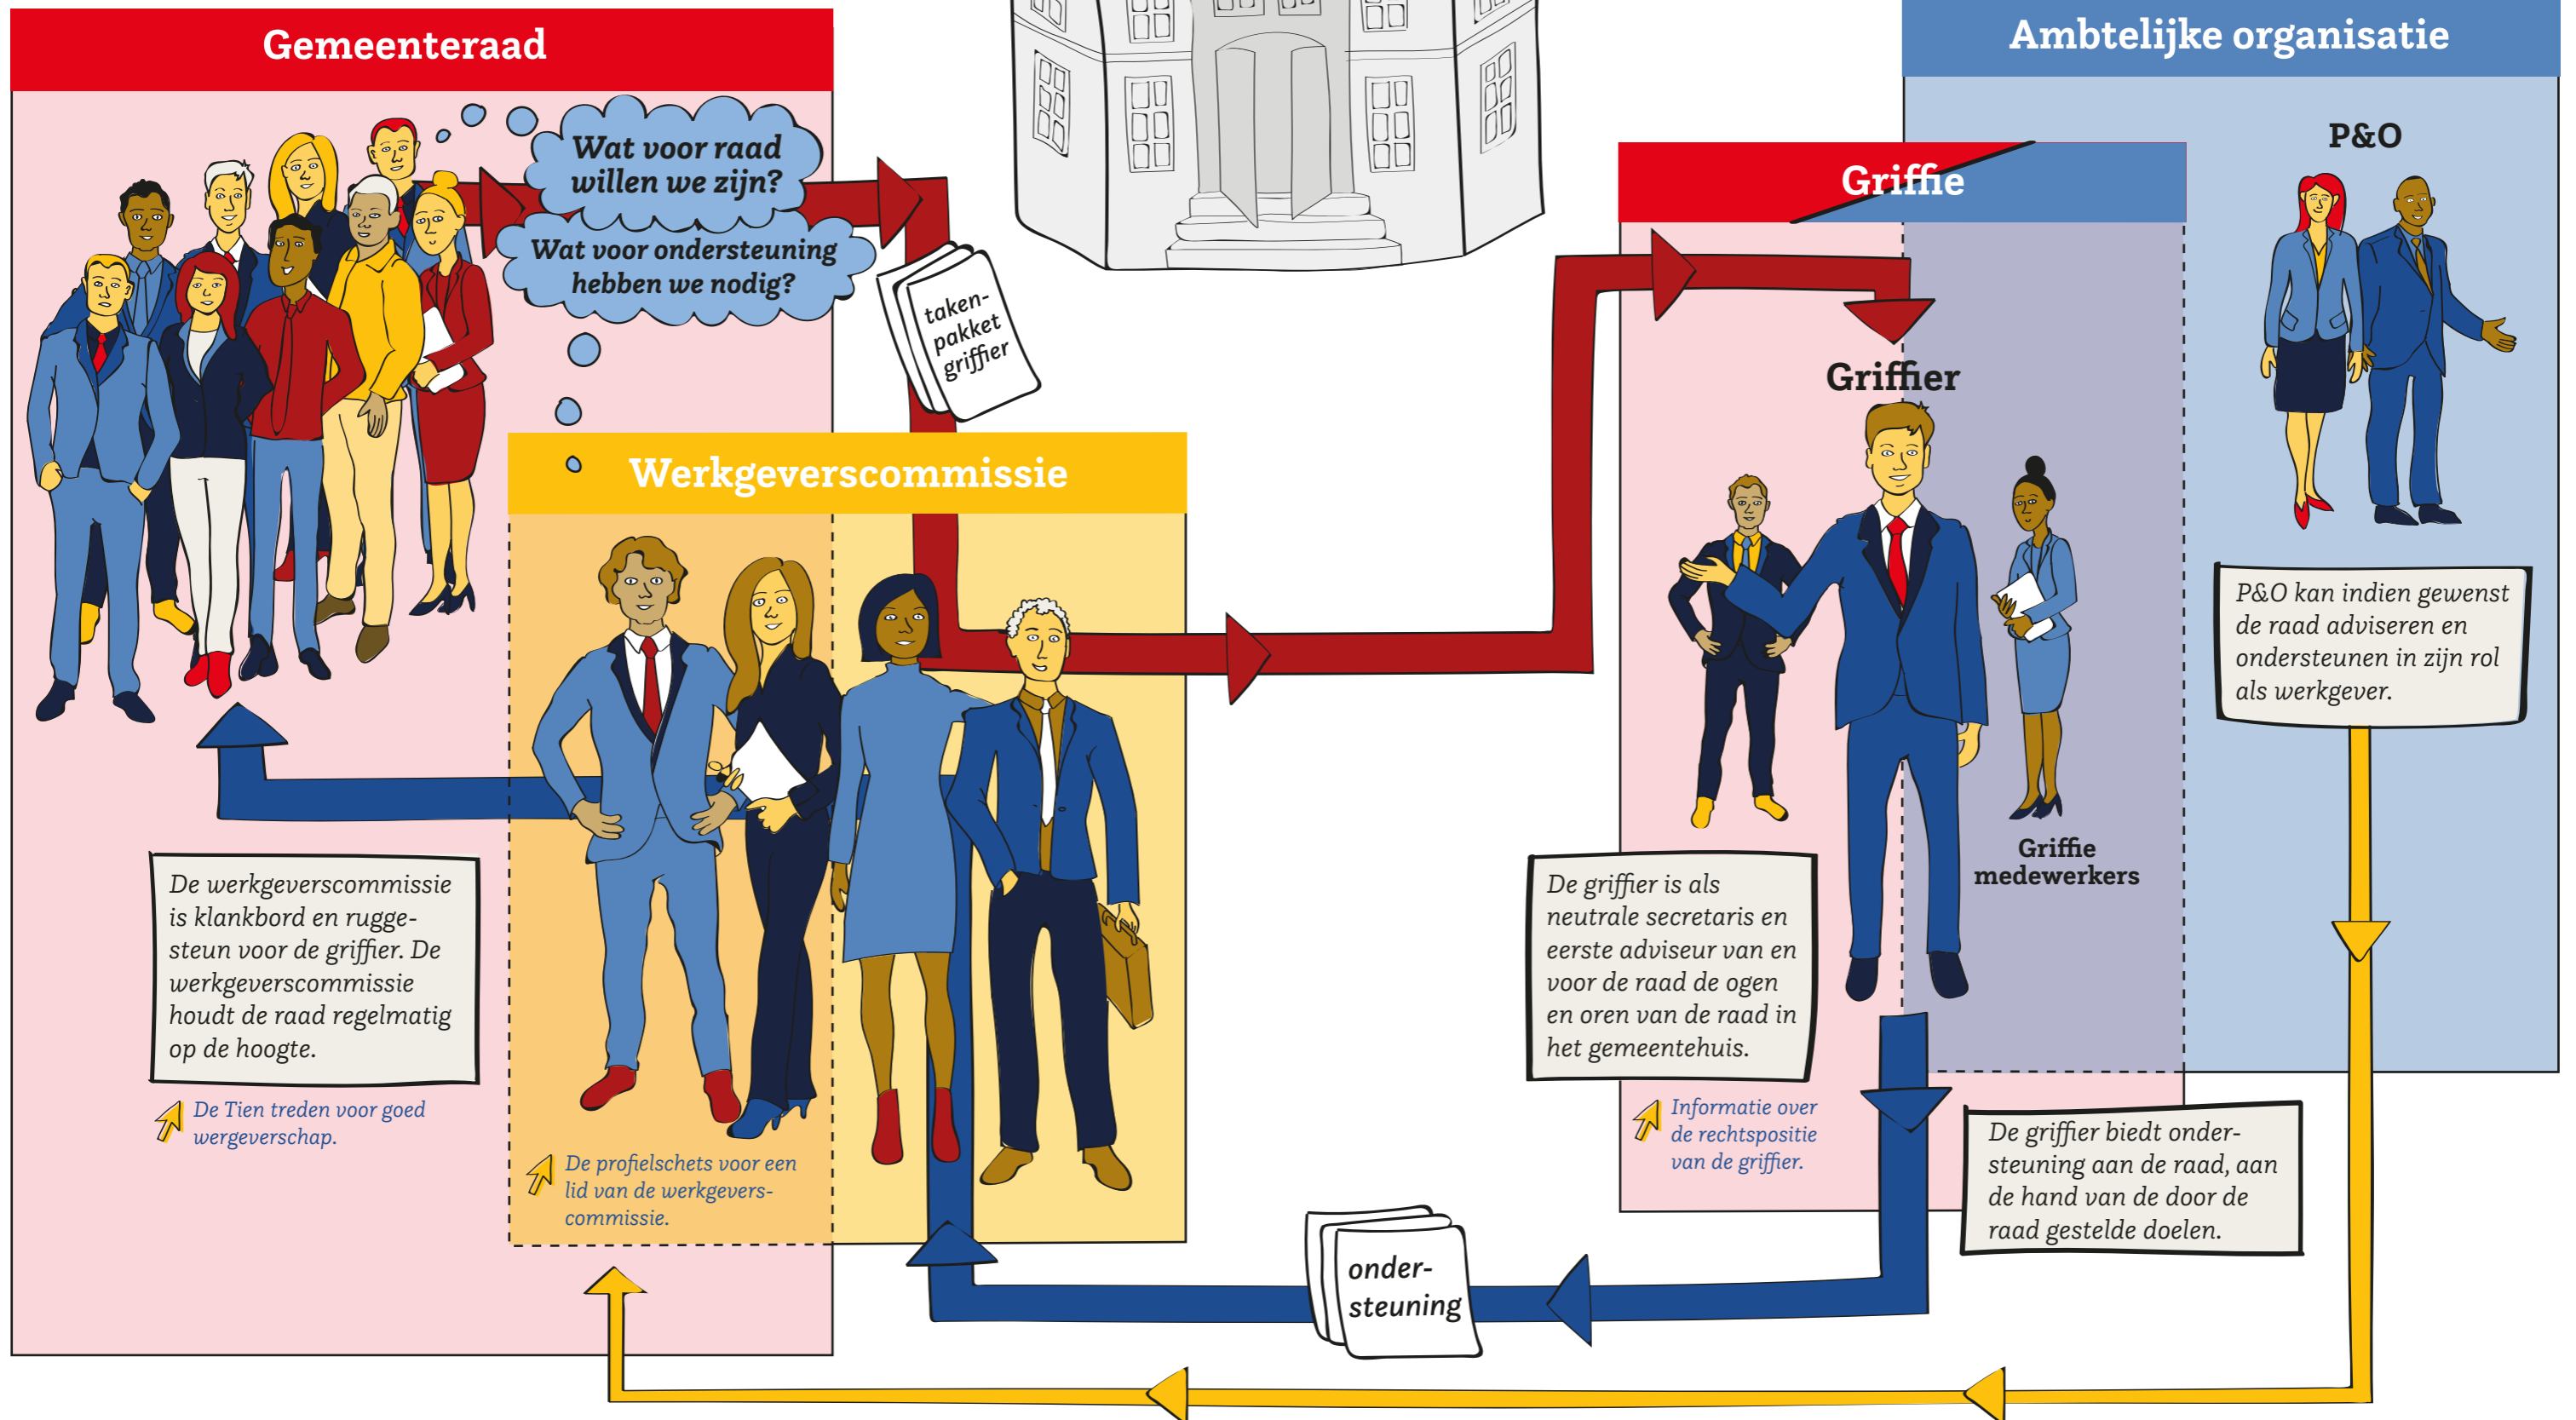 Gemeenteraad
Wat voor raad
willen we zijn?
Wat voor ondersteuning
hebben we nodig?
taken-
pakket
griffier
Werkgeverscommissie
De werkgeverscommissie
is klankbord en rugge-
steun voor de griffier. De
werkgeverscommissie
houdt de raad regelmatig
op de hoogte.
De Tien treden voor goed
wergeverschap.
De profielschets voor een
lid van de werkgevers-
commissie.
Ambtelijke organisatie
Griffie
Griffier
Griffie
medewerkers
P&O
P&O kan indien gewenst
de raad adviseren en
ondersteunen in zijn rol
als werkgever.
De griffier is als
neutrale secretaris en
eerste adviseur van en
voor de raad de ogen
en oren van de raad in
het gemeentehuis.
Informatie over
de rechtspositie
van de griffier.
De griffier biedt onder-
steuning aan de raad, aan
de hand van de door de
raad gestelde doelen.
onder-
steuning